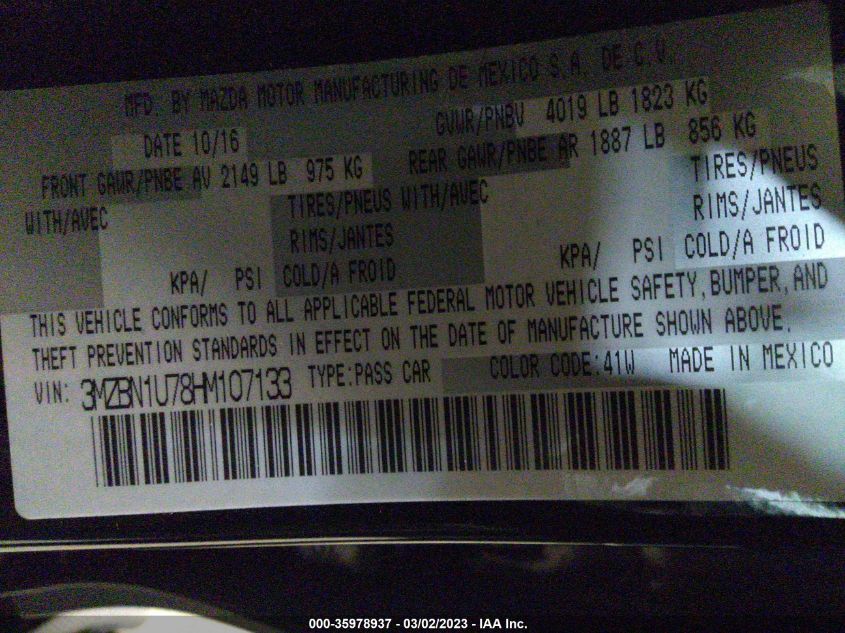 MFD. BY MAZDA MOTOR MANUFACTURING DE MEXICO S.A. DE C.V.
DATE 10/16 GVWR/PNBV 4019 LB 1823 KG
FRONT GAWR/PNBE AV 2149 LB 975 KG REAR GAWR/PNBE AR 1887 LB 856 KG
WITH/AVEC TIRES/PNEUS WITH/AVEC TIRES/PNEUS
RIMS/JANTES RIMS/JANTES
KPA/ PSI COLD/A FROID KPA/ PSI COLD/A FROID
THIS VEHICLE CONFORMS TO ALL APPLICABLE FEDERAL MOTOR VEHICLE SAFETY, BUMPER, AND
THEFT PREVENTION STANDARDS IN EFFECT ON THE DATE OF MANUFACTURE SHOWN ABOVE.
VIN: 3MZBN1U78HM107133 TYPE:PASS CAR COLOR CODE:41W MADE IN MEXICO
000-35978937 - 03/02/2023 - IAA Inc.